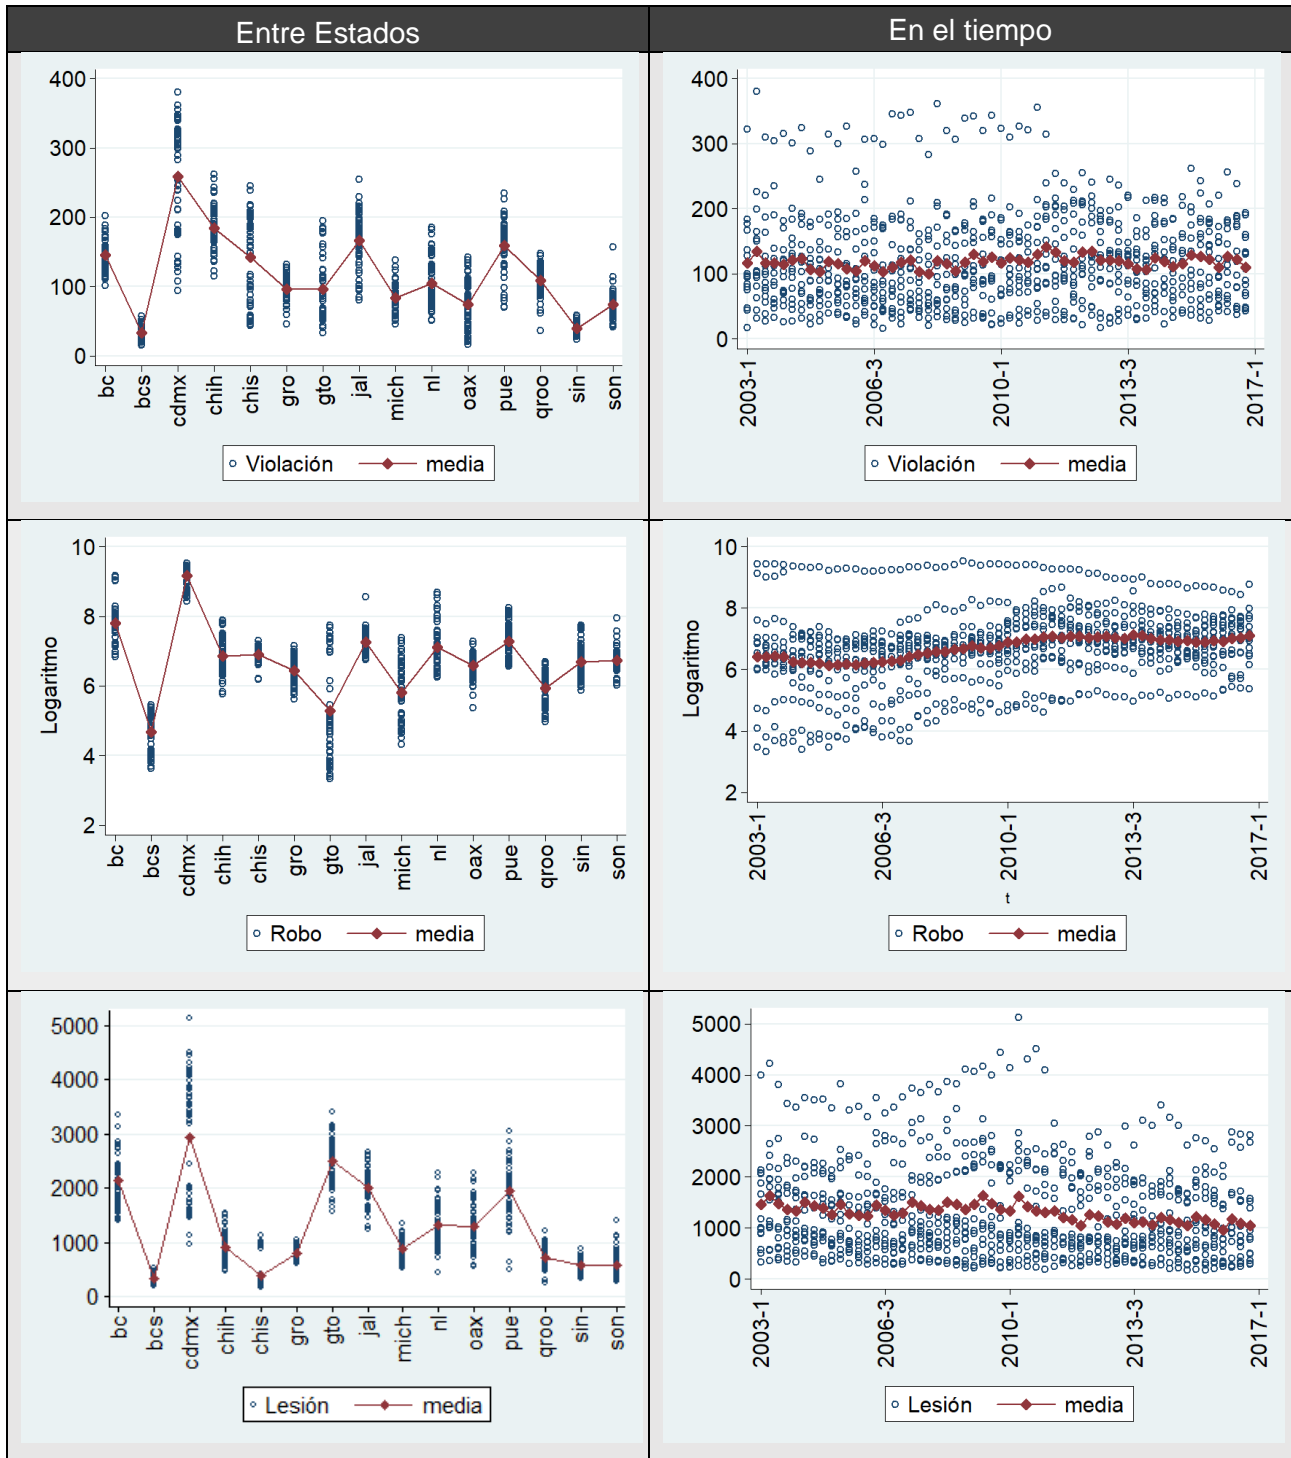 Entre Estados
En el tiempo
400
300
200
100
0
bc
bcs
cdmx
chih
chis
gro
gto
jal
mich
nl
oax
pue
qroo
sin
son
Violación media
400
300
200
100
0
2003-1
2006-3
2010-1
2013-3
2017-1
Violación media
Logaritmo
10
8
6
4
2
bc
bcs
cdmx
chih
chis
gro
gto
jal
mich
nl
oax
pue
qroo
sin
son
Robo media
Logaritmo
10
8
6
4
2
2003-1
2006-3
2010-1
2013-3
2017-1
t
Robo media
5000
4000
3000
2000
1000
0
bc
bcs
cdmx
chih
chis
gro
gto
jal
mich
nl
oax
pue
qroo
sin
son
Lesión media
5000
4000
3000
2000
1000
0
2003-1
2006-3
2010-1
2013-3
2017-1
Lesión media